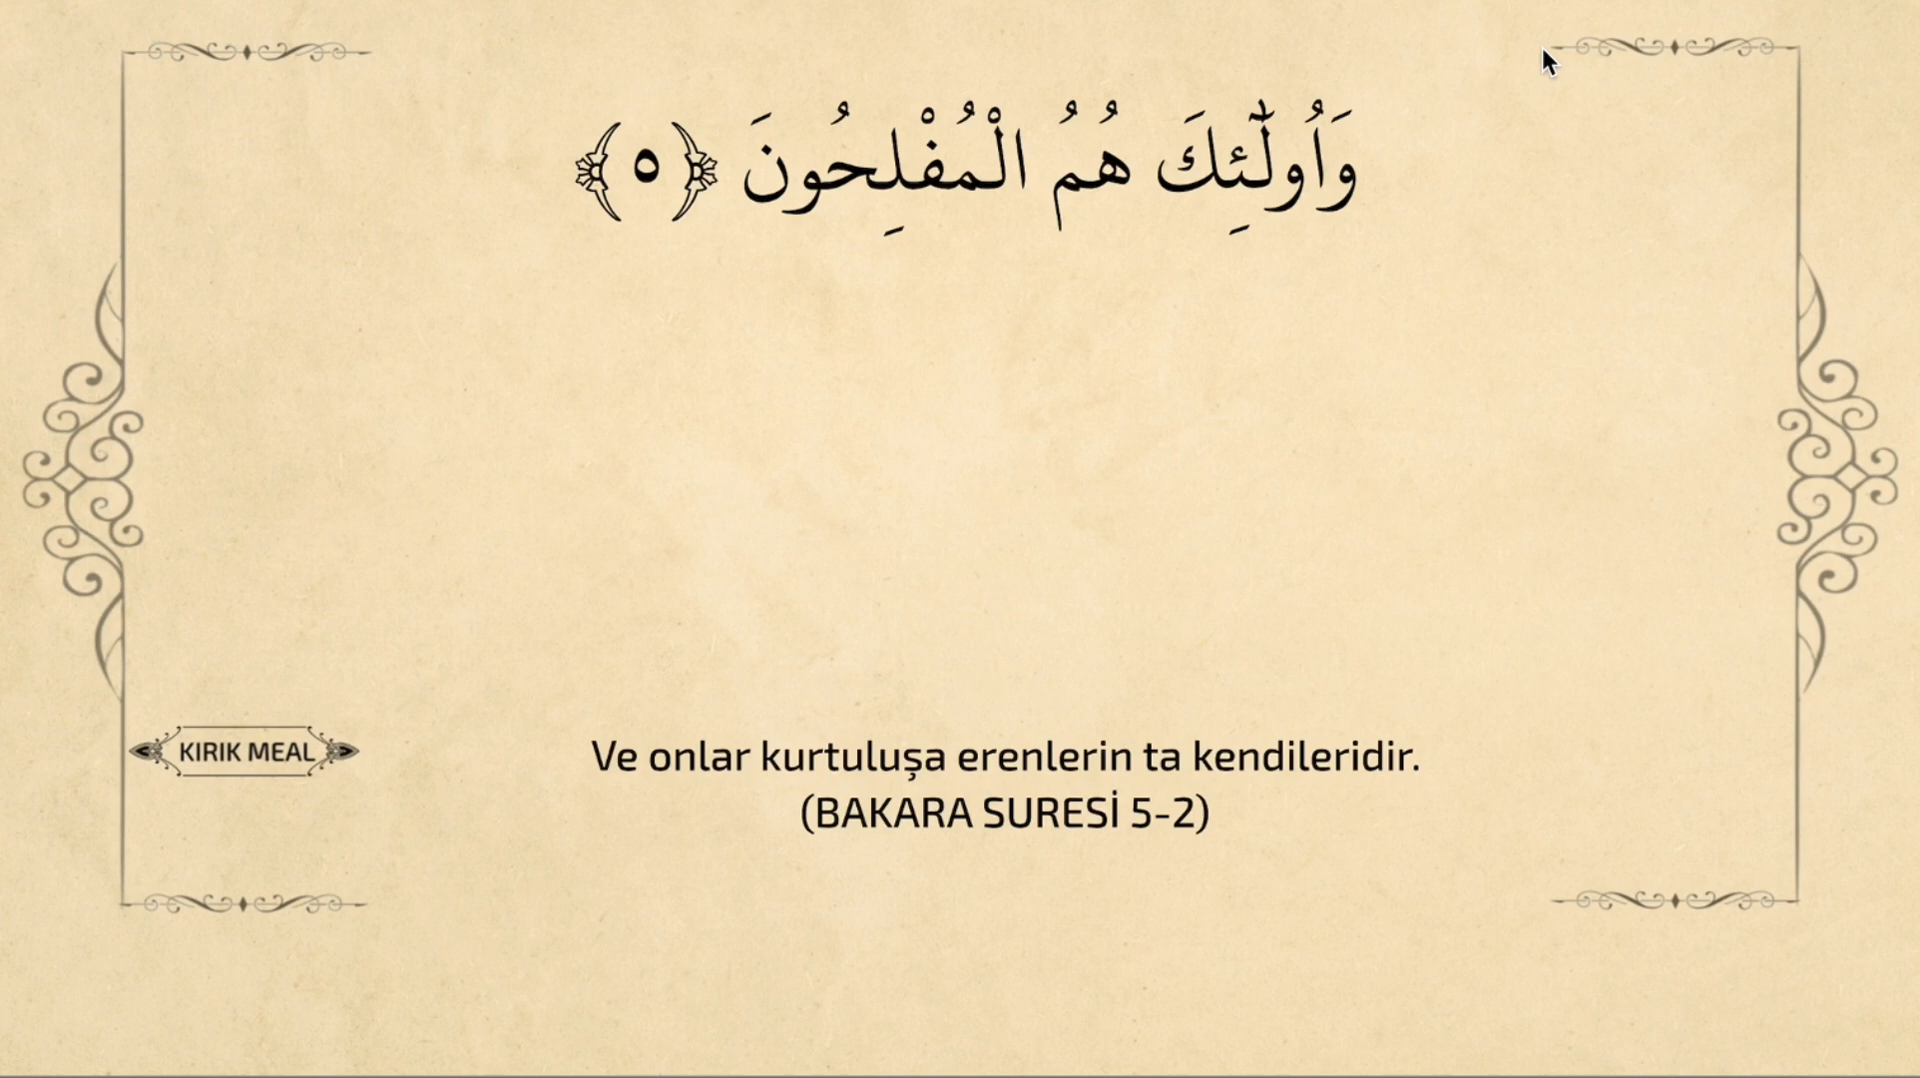 وَاُولٰٓئِكَ هُمُ الْمُفْلِحُونَ ﴿٥﴾
KIRIK MEAL
Ve onlar kurtuluşa erenlerin ta kendileridir.
(BAKARA SURESİ 5-2)